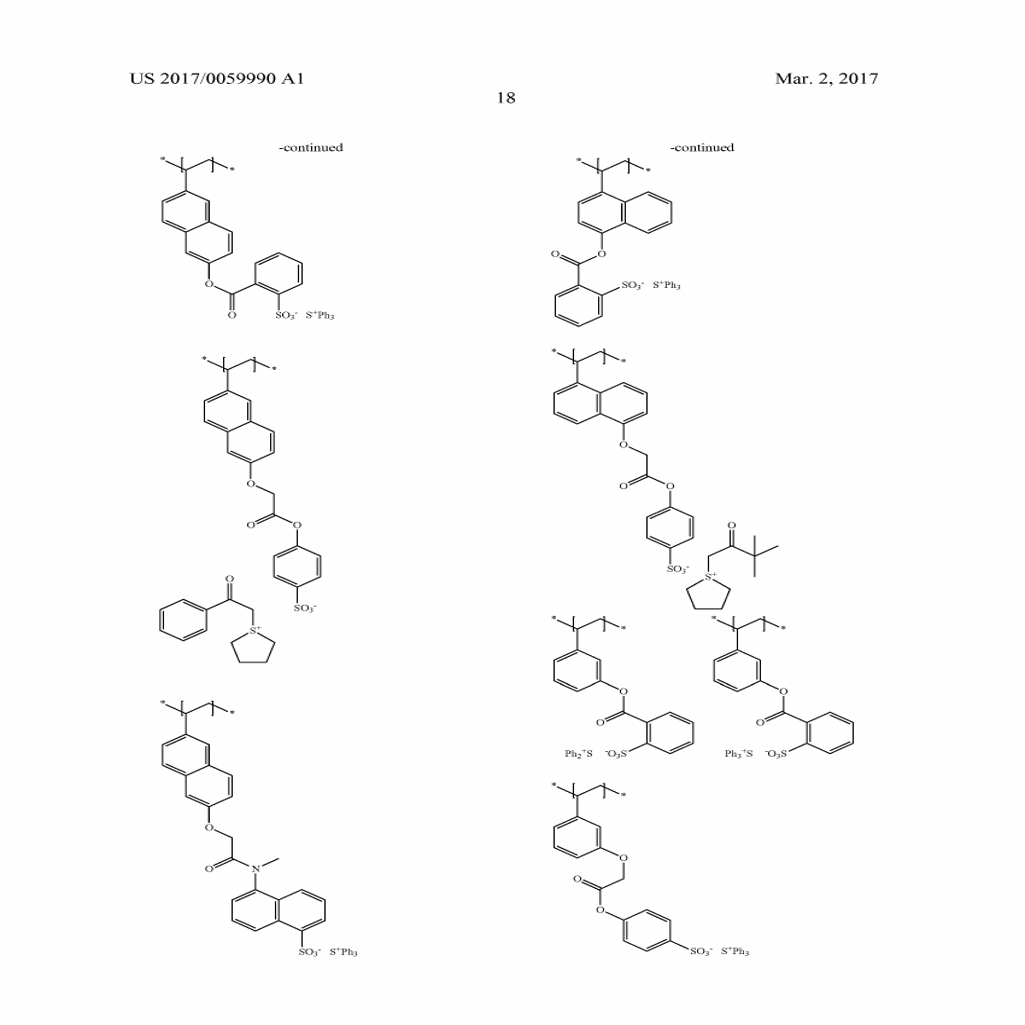 US 2017/0059990 A1
Mar. 2, 2017
18
-continued
* [ ] *
O
O
SO3- S+Ph3
* [ ] *
O
O
O
SO3-
O
S+
* [ ] *
O
O
N
SO3- S+Ph3
-continued
* [ ] *
O
O
SO3- S+Ph3
* [ ] *
O
O
O
SO3-
O
S+
* [ ] *
O
O
Ph2+S -O3S
* [ ] *
O
O
Ph3+S -O3S
* [ ] *
O
O
O
SO3- S+Ph3